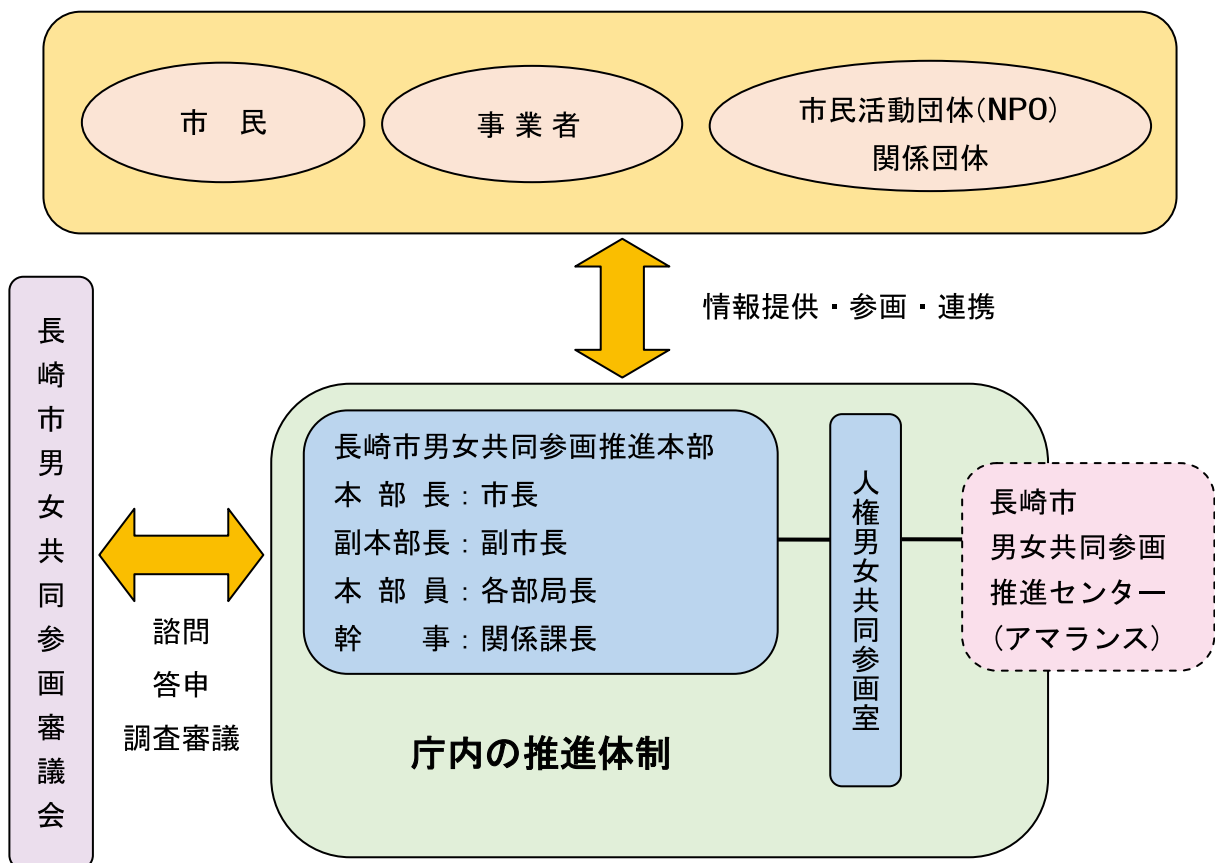 市　民
事 業 者
市民活動団体(NPO)
関係団体
情報提供・参画・連携
長崎市男女共同参画審議会
諮問
答申
調査審議
長崎市男女共同参画推進本部
本 部 長：市長
副本部長：副市長
本 部 員：各部局長
幹　　事：関係課長
庁内の推進体制
人権男女共同参画室
長崎市
男女共同参画
推進センター
(アマランス)